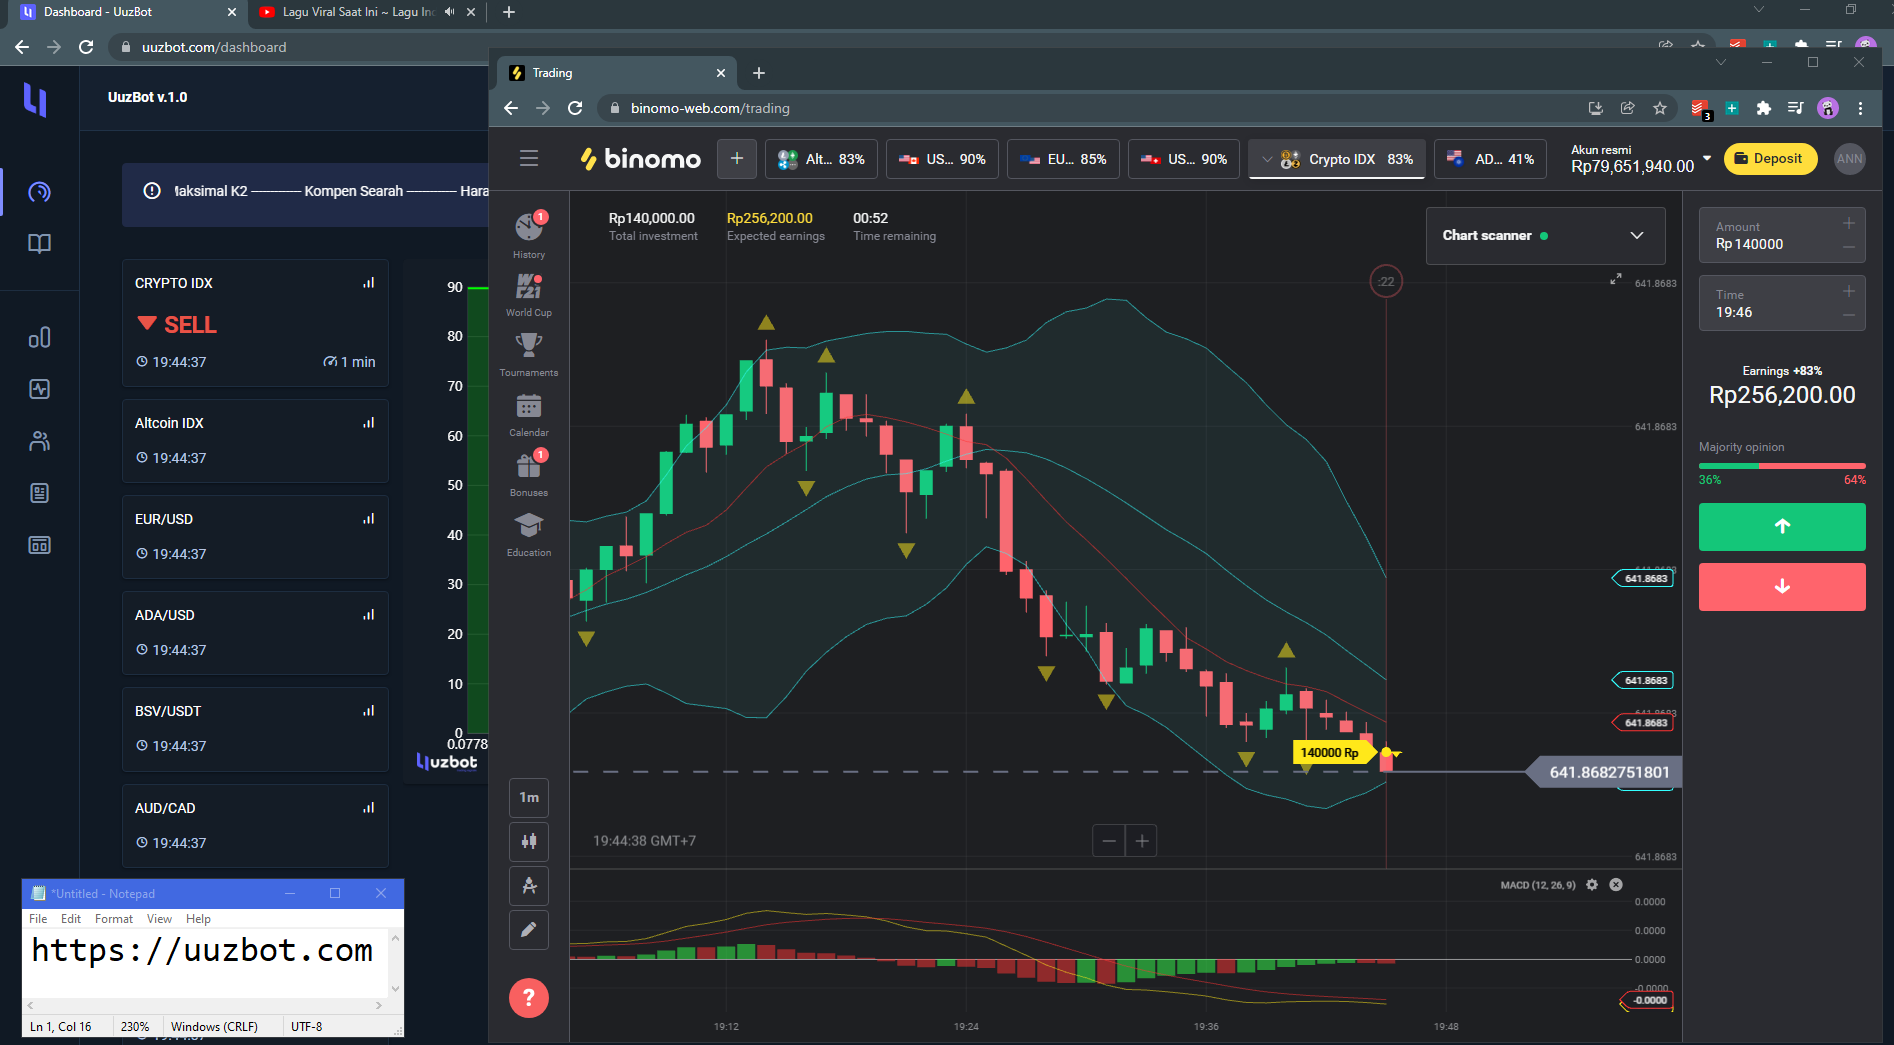 Dashboard - UuzBot
Lagu Viral Saat Ini ~ Lagu In
uuzbot.com/dashboard
UuzBot v.1.0
Maksimal K2 ———— Kompen Searah ———— Hara
CRYPTO IDX
SELL
19:44:37
1 min
Altcoin IDX
19:44:37
EUR/USD
19:44:37
ADA/USD
19:44:37
BSV/USDT
19:44:37
AUD/CAD
19:44:37
90
80
70
60
50
40
30
20
10
0
0.0778
uuzbot
*Untitled - Notepad
File Edit Format View Help
https://uuzbot.com
Ln 1, Col 16 230% Windows (CRLF) UTF-8
Trading
binomo-web.com/trading
3
binomo
Alt... 83%
US... 90%
EU... 85%
US... 90%
Crypto IDX 83%
AD... 41%
Akun resmi
Rp79,651,940.00
Deposit
ANN
1
History
World Cup
Tournaments
Calendar
1
Bonuses
Education
1m
?
Rp140,000.00
Total investment
Rp256,200.00
Expected earnings
00:52
Time remaining
Chart scanner
:22
641.8683
641.8683
641.8683
641.8683
641.8683
641.8683
140000 Rp
641.8682751801
19:44:38 GMT+7
641.8683
MACD (12, 26, 9)
0.0000
0.0000
0.0000
-0.0000
-0.0000
19:12
19:24
19:36
19:48
Amount
Rp 140000
Time
19:46
Earnings +83%
Rp256,200.00
Majority opinion
36%
64%